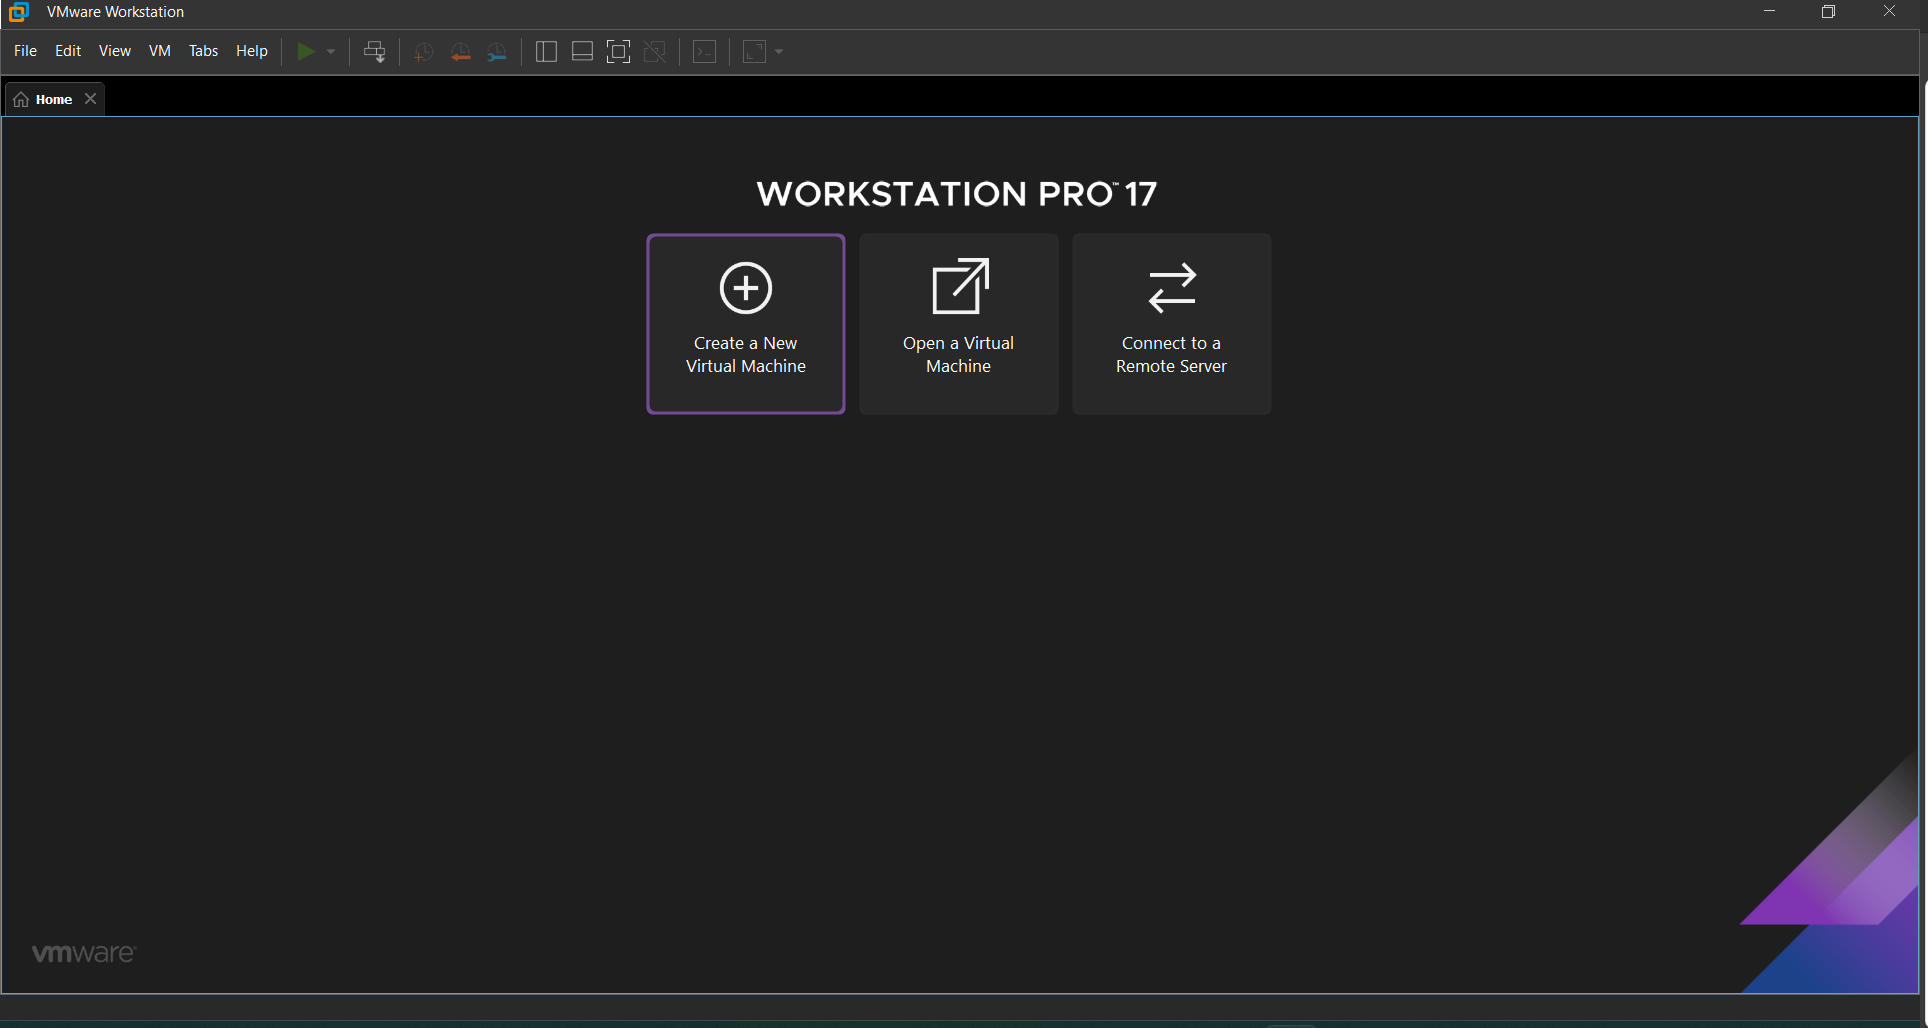 VMware Workstation
File Edit View VM Tabs Help
Home
WORKSTATION PRO™ 17
Create a New
Virtual Machine
Open a Virtual
Machine
Connect to a
Remote Server
vmware